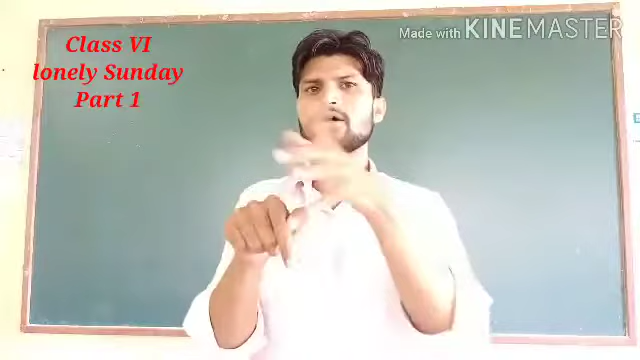 Class VI
lonely Sunday
Part 1
Made with KINEMASTER